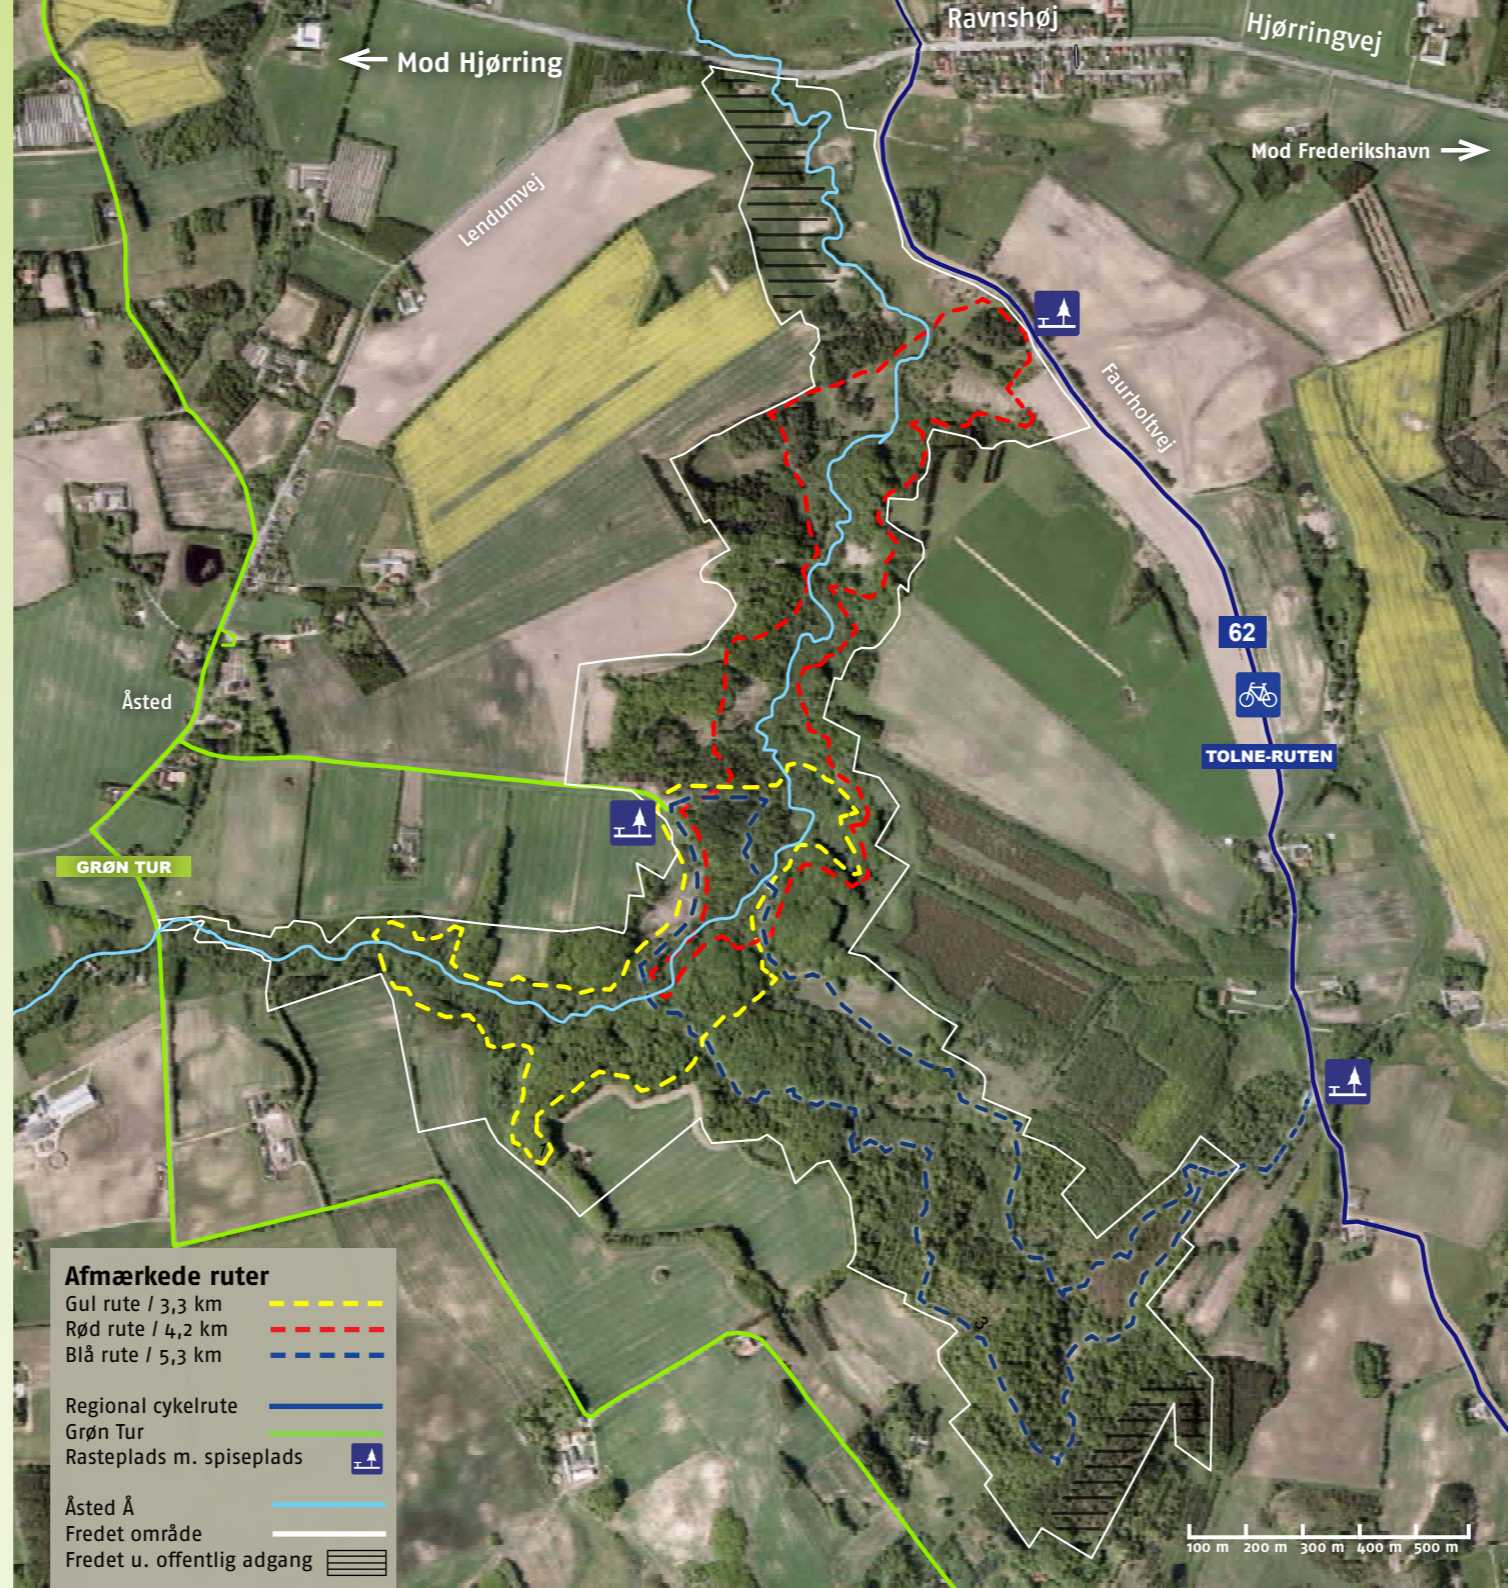 Ravnshøj
Hjørringvej
Mod Hjørring
Mod Frederikshavn
Lendumvej
Faurholtvej
62
Åsted
TOLNE-RUTEN
GRØN TUR
1
3
Afmærkede ruter
Gul rute / 3,3 km
Rød rute / 4,2 km
Blå rute / 5,3 km
Regional cykelrute
Grøn Tur
Rasteplads m. spiseplads
Åsted Å
Fredet område
Fredet u. offentlig adgang
100 m 200 m 300 m 400 m 500 m